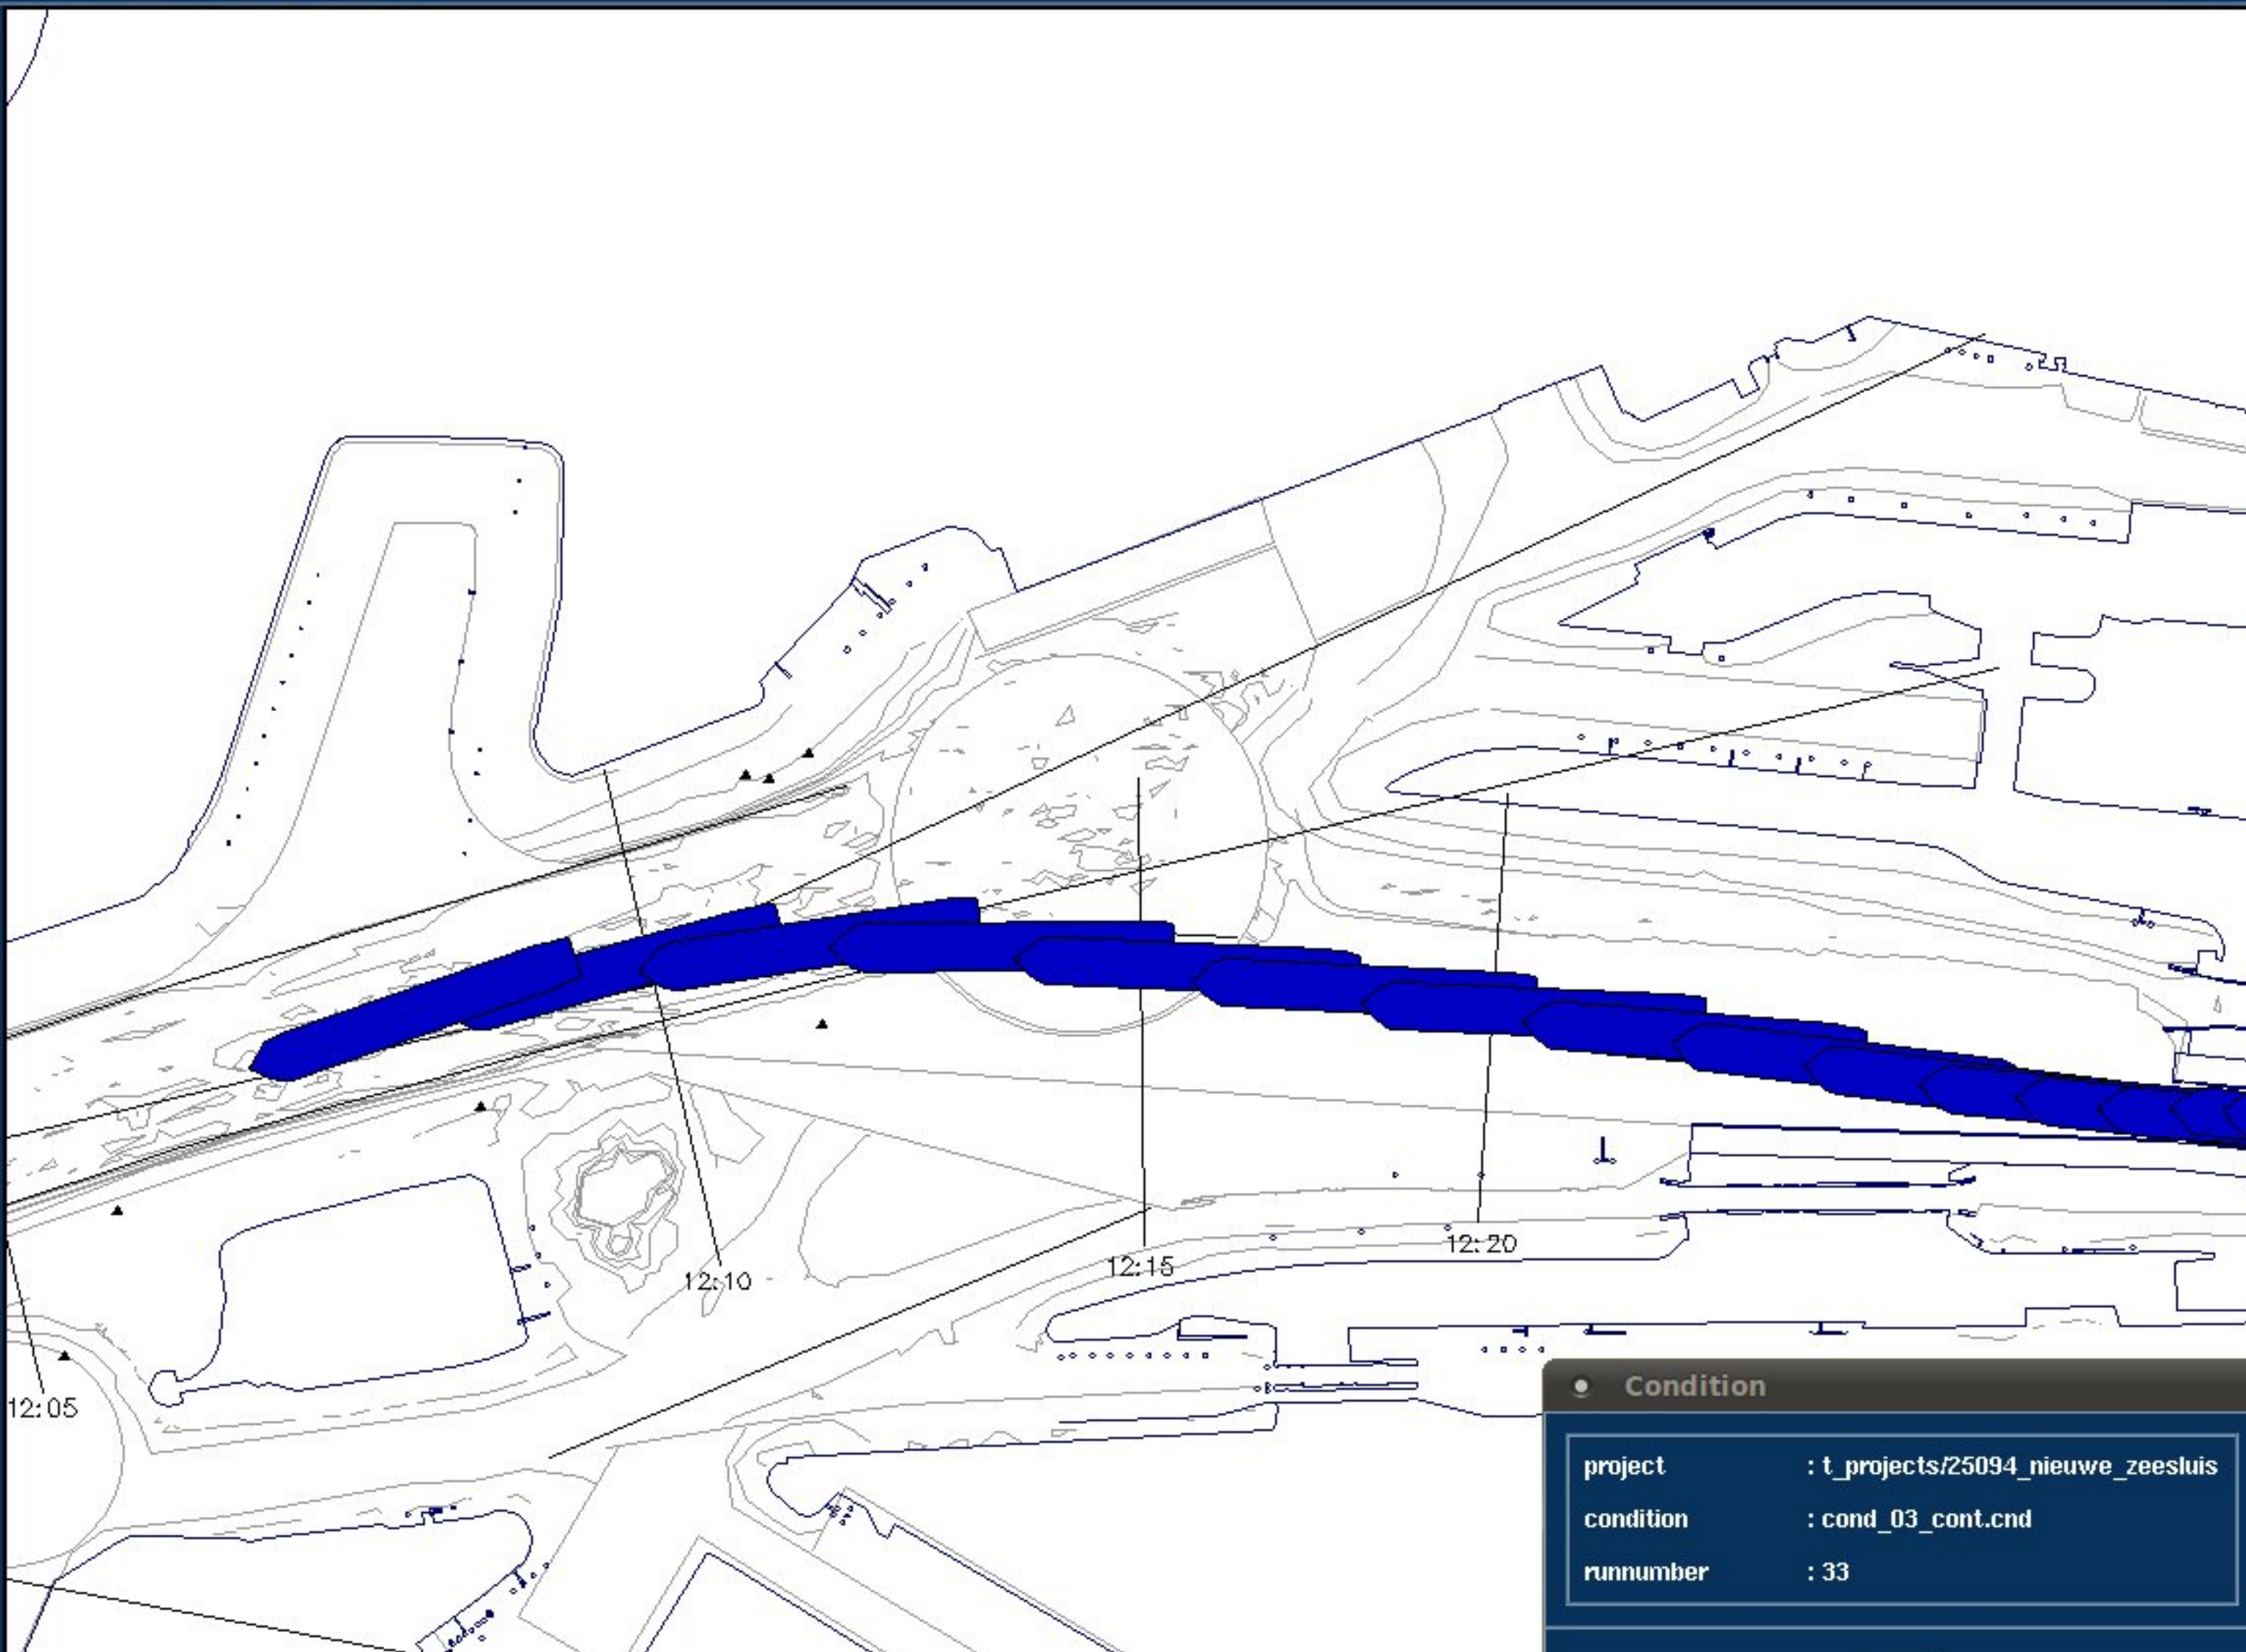 12:20
12:15
12:10
12:05
Condition
project : t_projects/25094_nieuwe_zeesluis
condition : cond_03_cont.cnd
runnumber : 33